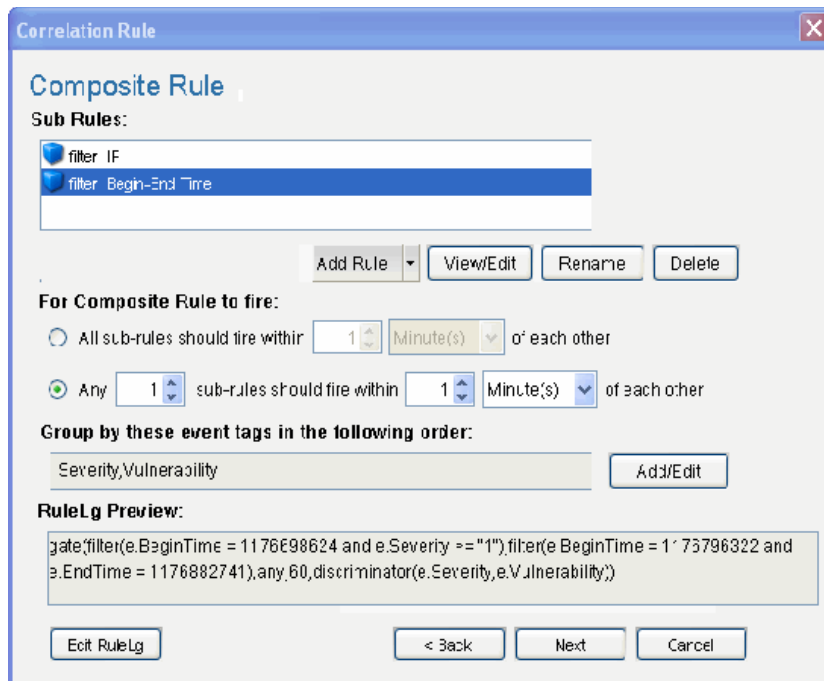 Correlation Rule
Composite Rule
Sub Rules:
filter IP
filter Begin-End Time
Add Rule View/Edit Rename Delete
For Composite Rule to fire:
All sub-rules should fire within 1 Minute(s) of each other
Any 1 sub-rules should fire within 1 Minute(s) of each other
Group by these event tags in the following order:
Severity,Vulnerability Add/Edit
RuleLg Preview:
gate(filter(e.BeginTime = 1176698624 and e.Severity >="1"),filter(e.BeginTime = 1176796322 and
e.EndTime = 1176882741),any,60,discriminator(e.Severity,e.Vulnerability))
Edit RuleLg < Back Next Cancel